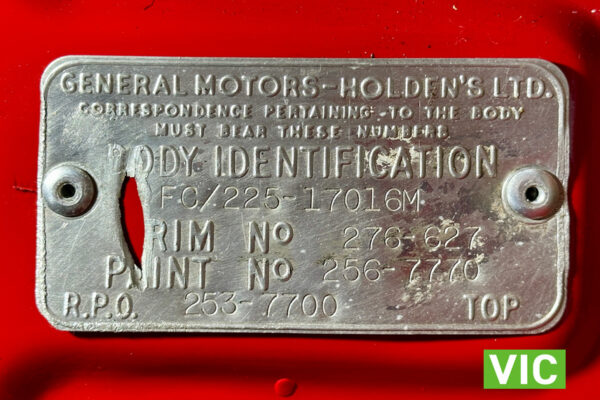 GENERAL MOTORS-HOLDEN'S LTD.
CORRESPONDENCE PERTAINING TO THE BODY
MUST BEAR THESE NUMBERS
BODY IDENTIFICATION
FC/225-17016M
TRIM No 276-627
PAINT No 256-7770
R.P.O. 253-7700 TOP
VIC